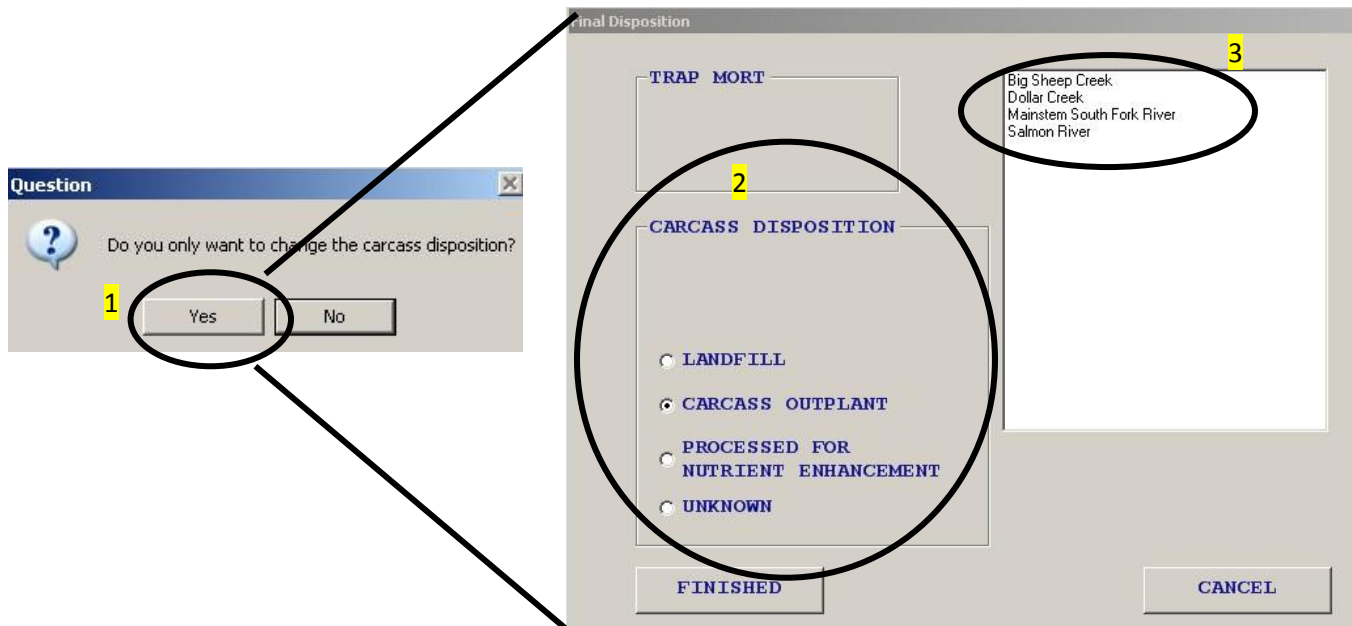 Question
Do you only want to change the carcass disposition?
1
Yes
No
Final Disposition
TRAP MORT
2
CARCASS DISPOSITION
LANDFILL
CARCASS OUTPLANT
PROCESSED FOR
NUTRIENT ENHANCEMENT
UNKNOWN
3
Big Sheep Creek
Dollar Creek
Mainstem South Fork River
Salmon River
FINISHED
CANCEL